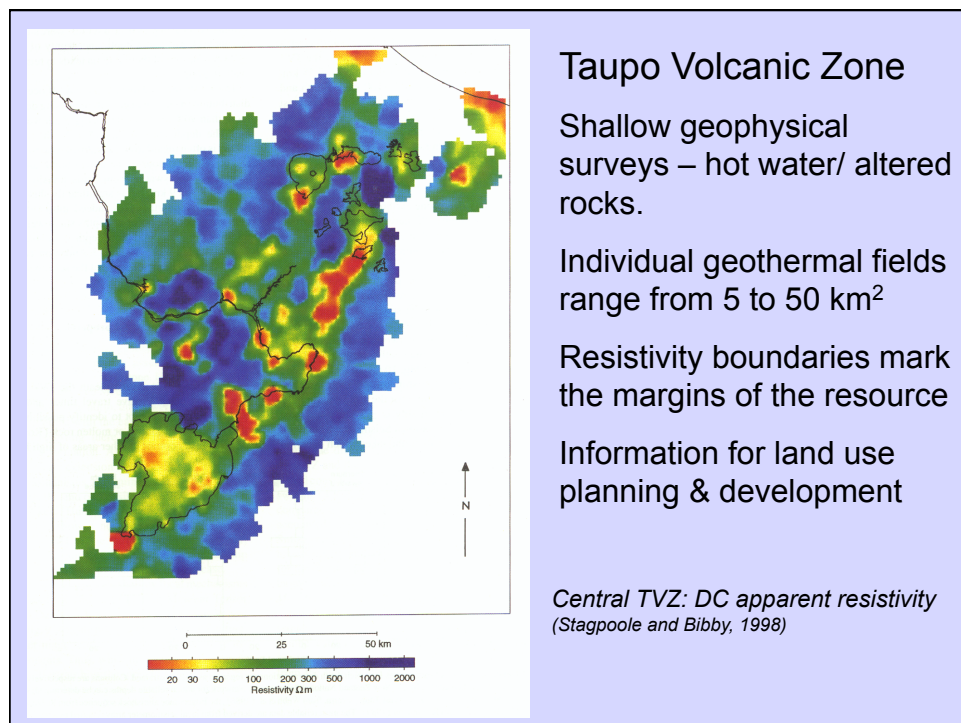 Taupo Volcanic Zone
Shallow geophysical
surveys – hot water/ altered
rocks.
Individual geothermal fields
range from 5 to 50 km²
Resistivity boundaries mark
the margins of the resource
Information for land use
planning & development
Central TVZ: DC apparent resistivity
(Stagpoole and Bibby, 1998)
N
0 25 50 km
20 30 50 100 200 300 500 1000 2000
Resistivity Ωm